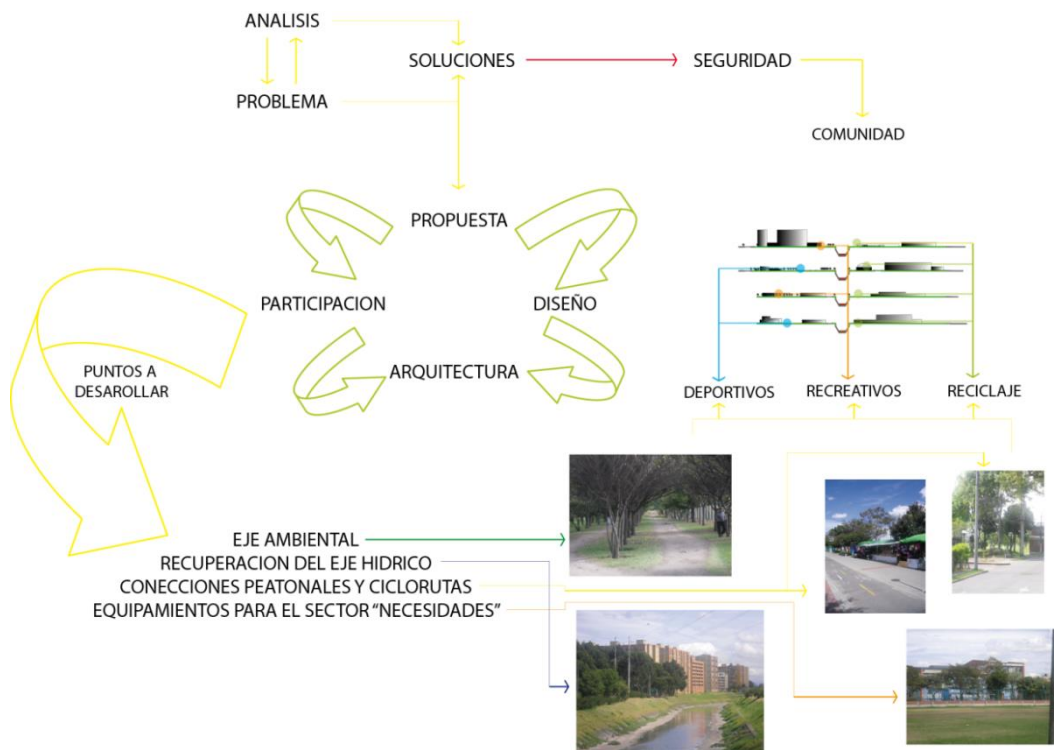 ANALISIS
SOLUCIONES
SEGURIDAD
PROBLEMA
COMUNIDAD
PROPUESTA
PARTICIPACION
DISEÑO
ARQUITECTURA
PUNTOS A
DESAROLLAR
DEPORTIVOS
RECREATIVOS
RECICLAJE
EJE AMBIENTAL
RECUPERACION DEL EJE HIDRICO
CONECCIONES PEATONALES Y CICLORUTAS
EQUIPAMIENTOS PARA EL SECTOR “NECESIDADES”